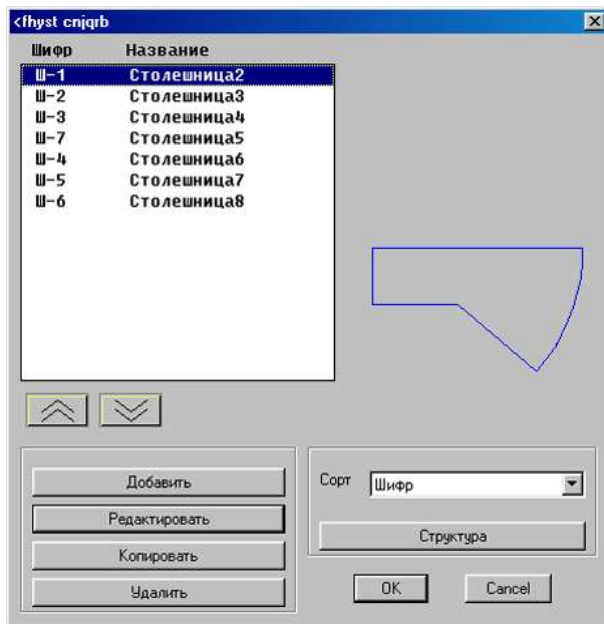 <fhyst cnjqrb
Шифр Название
Ш-1 Столешница2
Ш-2 Столешница3
Ш-3 Столешница4
Ш-7 Столешница5
Ш-4 Столешница6
Ш-5 Столешница7
Ш-6 Столешница8
Добавить
Редактировать
Копировать
Удалить
Сорт Шифр
Структура
OK Cancel